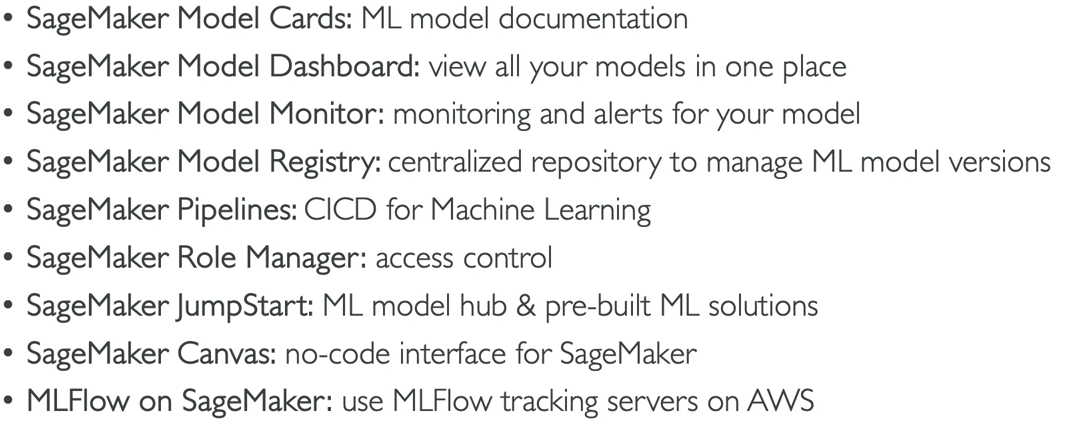 • SageMaker Model Cards: ML model documentation
• SageMaker Model Dashboard: view all your models in one place
• SageMaker Model Monitor: monitoring and alerts for your model
• SageMaker Model Registry: centralized repository to manage ML model versions
• SageMaker Pipelines: CICD for Machine Learning
• SageMaker Role Manager: access control
• SageMaker JumpStart: ML model hub & pre-built ML solutions
• SageMaker Canvas: no-code interface for SageMaker
• MLFlow on SageMaker: use MLFlow tracking servers on AWS